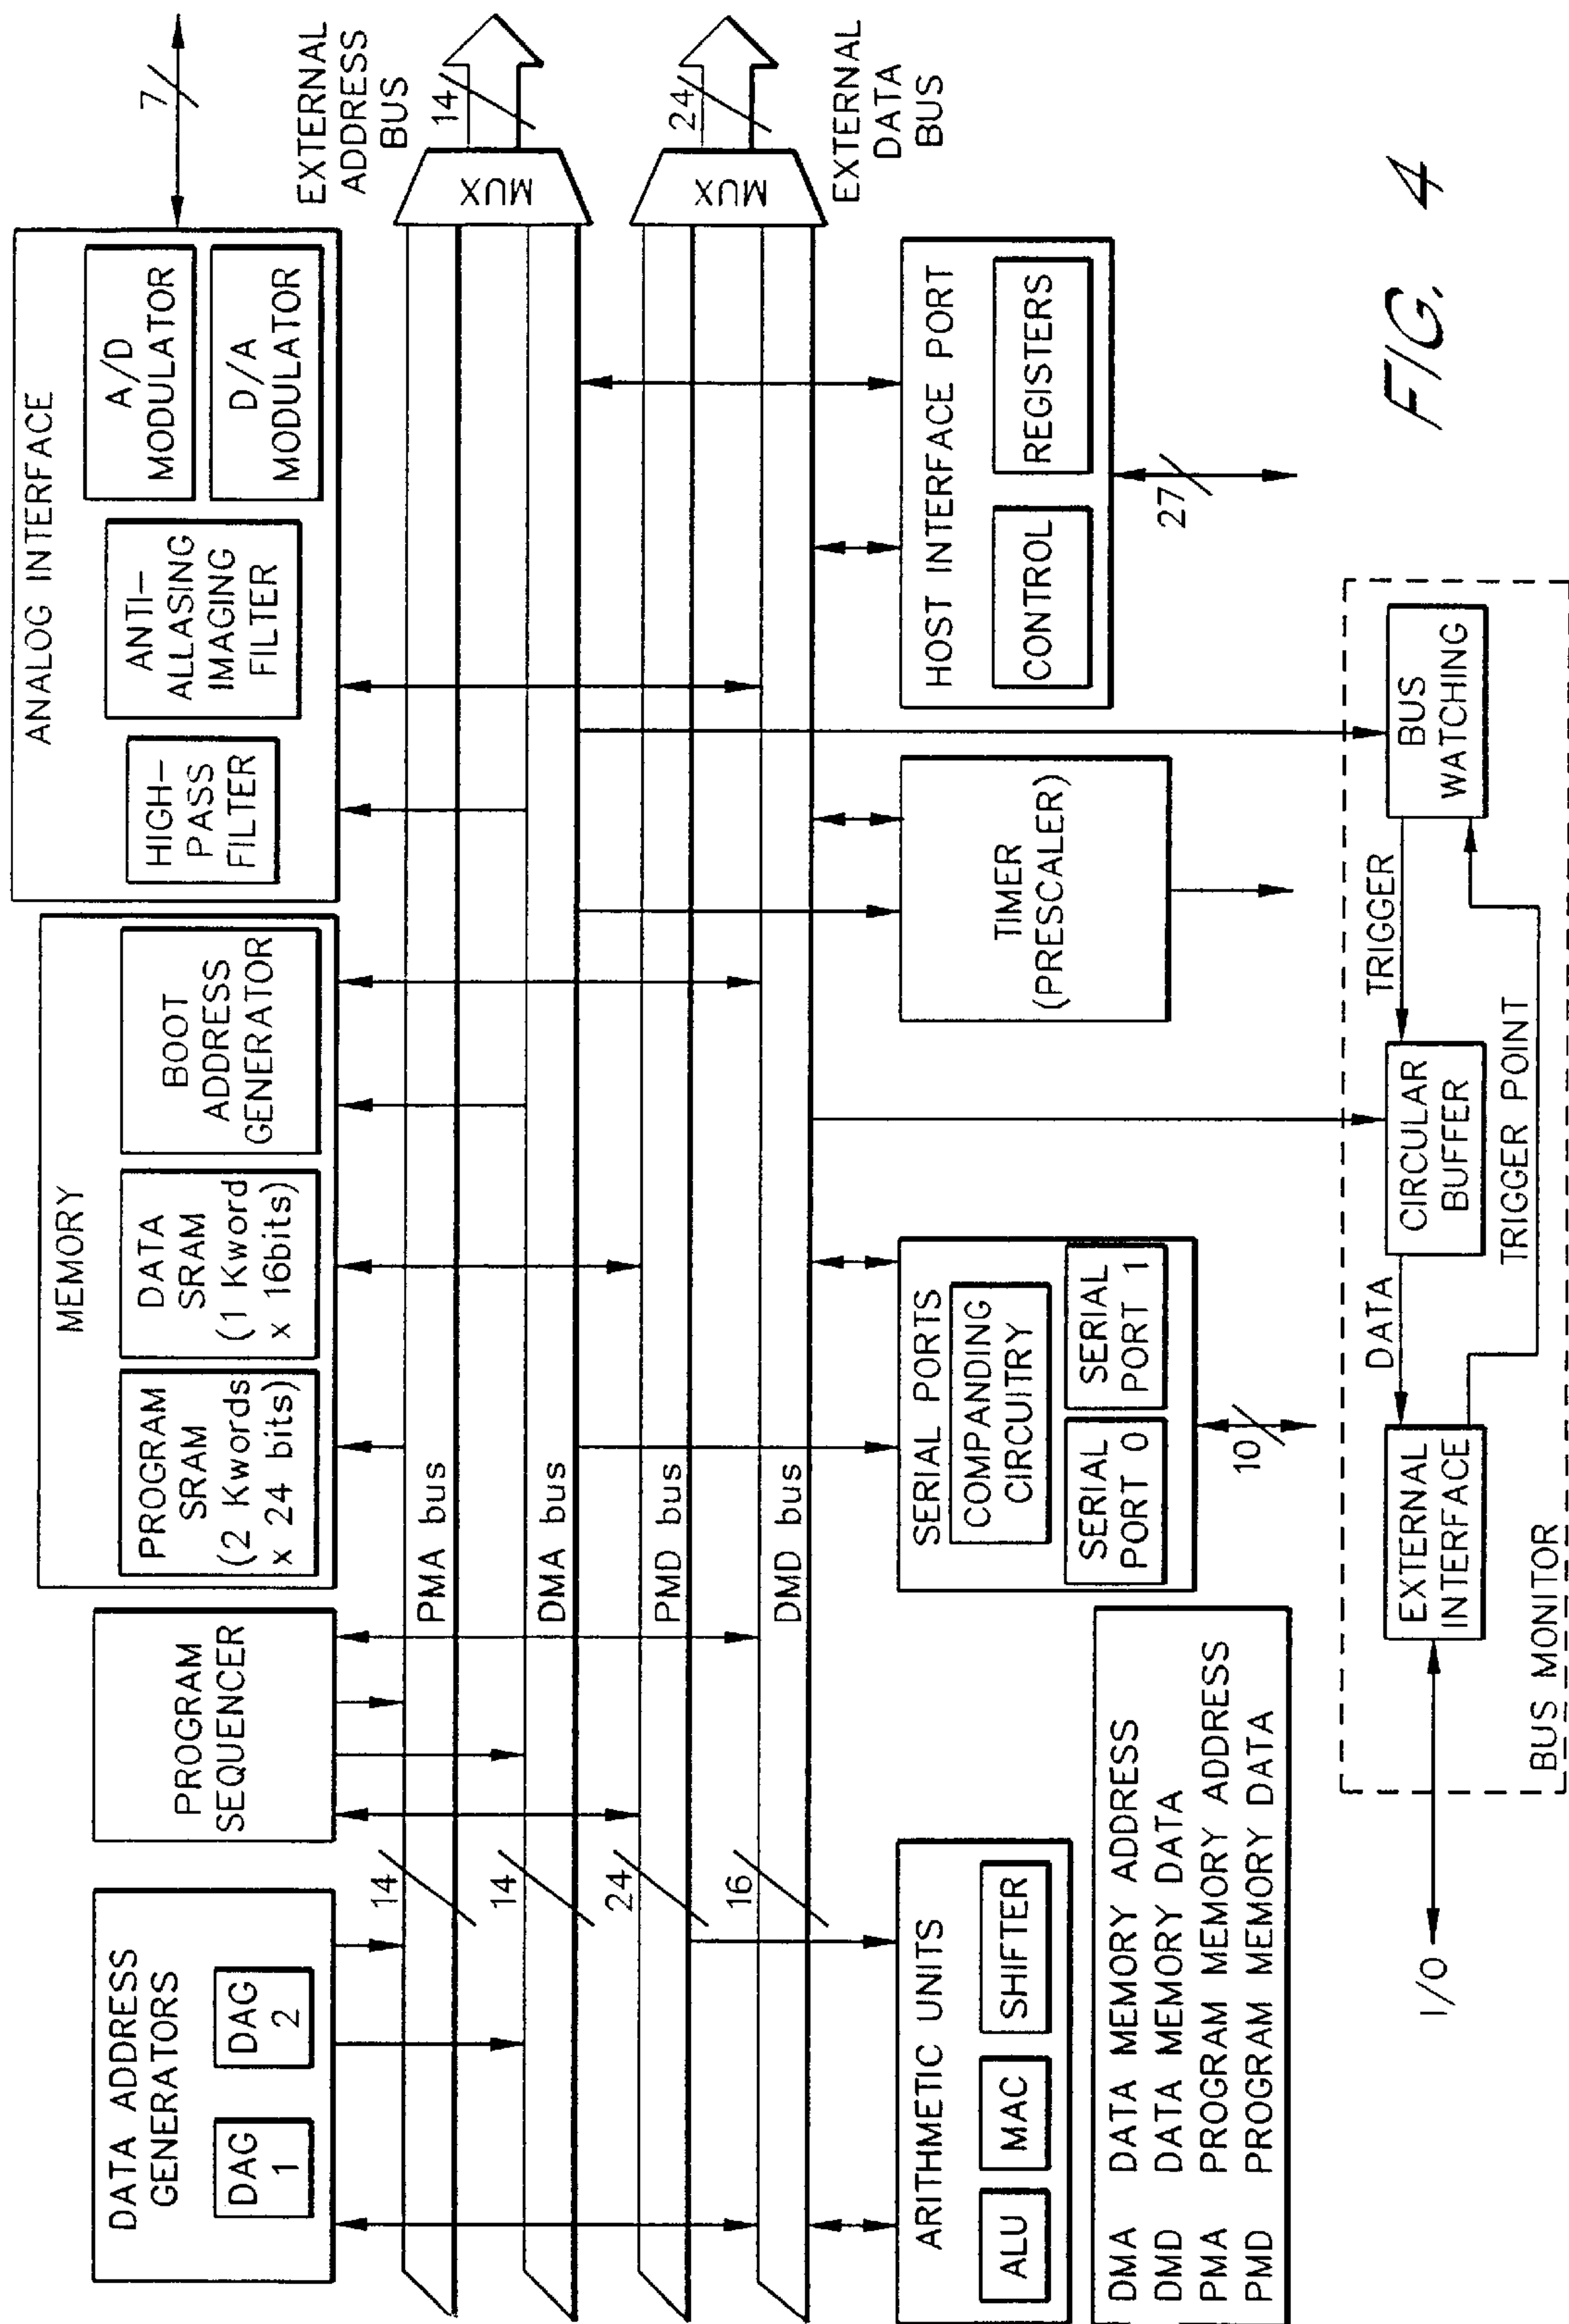 DATA ADDRESS
GENERATORS
DAG
1
DAG
2
PROGRAM
SEQUENCER
MEMORY
PROGRAM
SRAM
(2 Kwords
x 24 bits)
DATA
SRAM
(1 Kword
x 16bits)
BOOT
ADDRESS
GENERATOR
ANALOG INTERFACE
HIGH-
PASS
FILTER
ANTI-
ALLASING
IMAGING
FILTER
A/D
MODULATOR
D/A
MODULATOR
7
EXTERNAL
ADDRESS
BUS
14
PMA bus
14
MUX
14
DMA bus
24
PMD bus
24
MUX
16
DMD bus
EXTERNAL
DATA
BUS
ARITHMETIC UNITS
ALU
MAC
SHIFTER
SERIAL PORTS
COMPANDING
CIRCUITRY
SERIAL
PORT 0
SERIAL
PORT 1
10
TIMER
(PRESCALER)
HOST INTERFACE PORT
CONTROL
REGISTERS
27
DMA DATA MEMORY ADDRESS
DMD DATA MEMORY DATA
PMA PROGRAM MEMORY ADDRESS
PMD PROGRAM MEMORY DATA
I/O
EXTERNAL
INTERFACE
DATA
CIRCULAR
BUFFER
TRIGGER
BUS
WATCHING
TRIGGER POINT
BUS MONITOR
FIG. 4